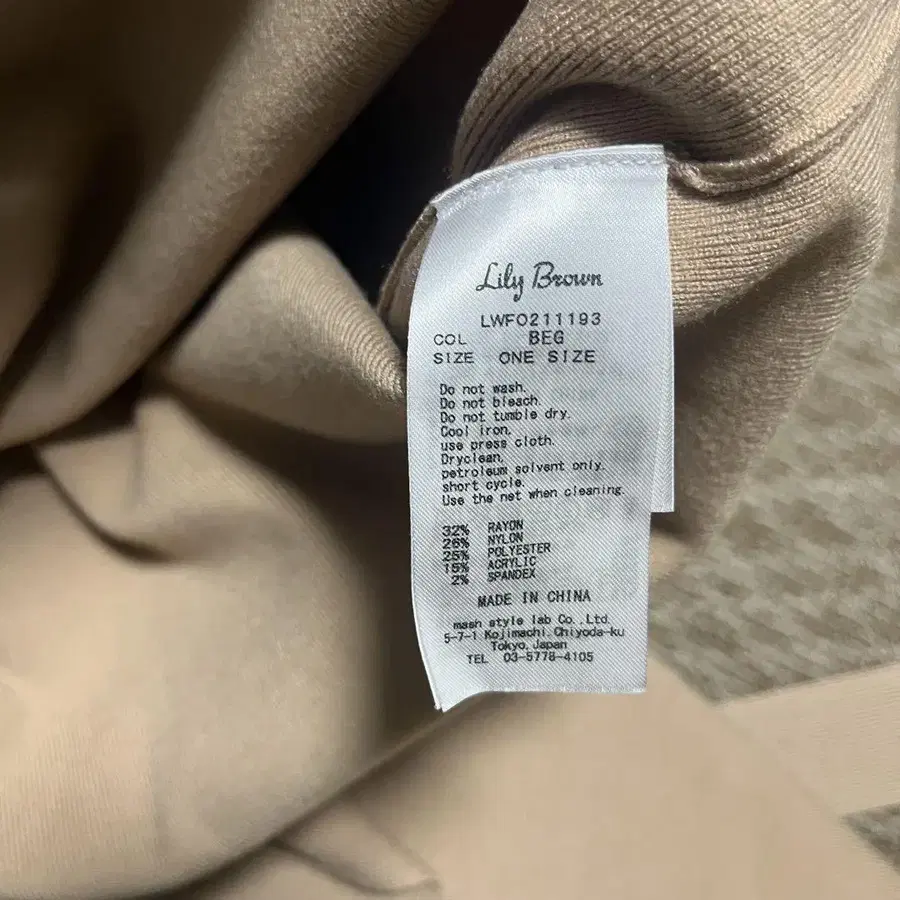 Lily Brown
LWFO211193
COL BEG
SIZE ONE SIZE
Do not wash.
Do not bleach.
Do not tumble dry.
Cool iron,
use press cloth.
Dryclean,
petroleum solvent only.
short cycle.
Use the net when cleaning.
32% RAYON
26% NYLON
25% POLYESTER
15% ACRYLIC
2% SPANDEX
MADE IN CHINA
mash style lab Co.,Ltd.
5-7-1 Kojimachi,Chiyoda-ku
Tokyo,Japan
TEL 03-5778-4105